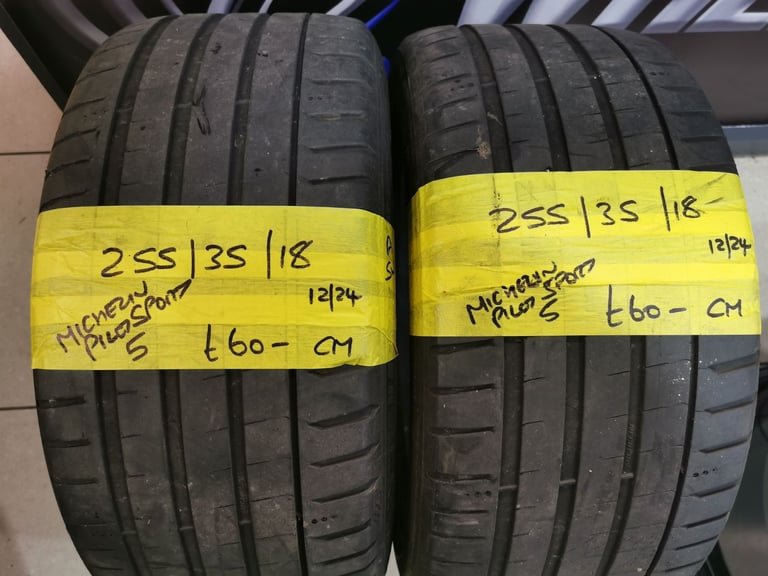 255/35/18
12/24
MICHELIN
PILOT SPORT
5
£60- CM
255/35/18-
12/24
MICHELIN
PILOT SPORT
5
£60- CM